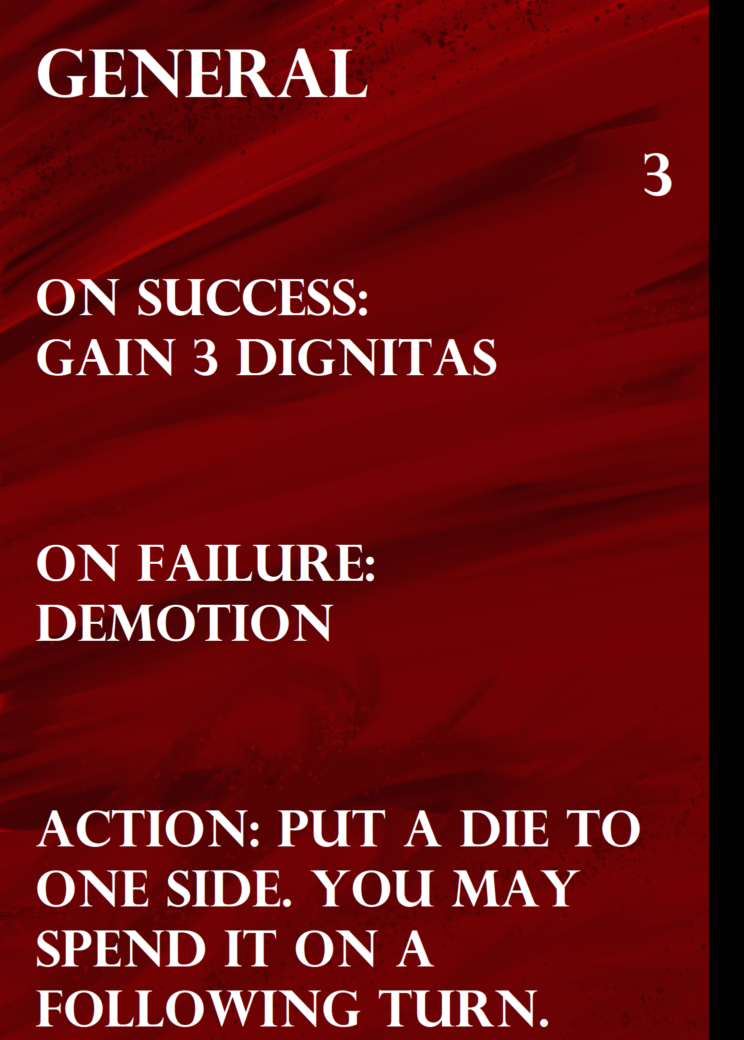 GENERAL
3
ON SUCCESS:
GAIN 3 DIGNITAS
ON FAILURE:
DEMOTION
ACTION: PUT A DIE TO
ONE SIDE. YOU MAY
SPEND IT ON A
FOLLOWING TURN.